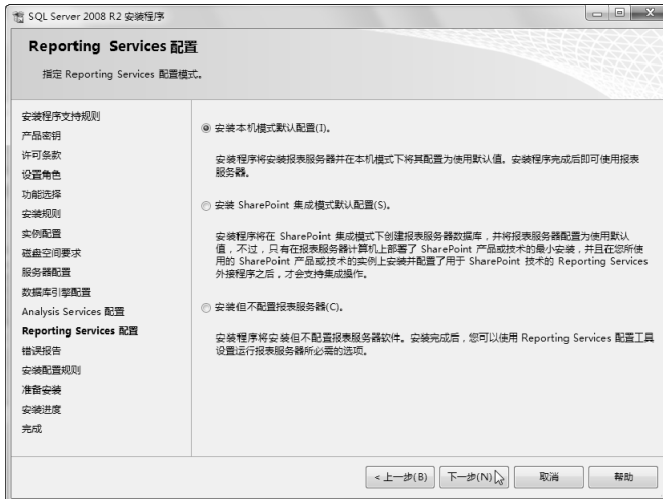 SQL Server 2008 R2 安装程序
Reporting Services 配置
指定 Reporting Services 配置模式。
安装程序支持规则
产品密钥
许可条款
设置角色
功能选择
安装规则
实例配置
磁盘空间要求
服务器配置
数据库引擎配置
Analysis Services 配置
Reporting Services 配置
错误报告
安装配置规则
准备安装
安装进度
完成
安装本机模式默认配置(I)。
安装程序将安装报表服务器并在本机模式下将其配置为使用默认值。安装程序完成后即可使用报表
服务器。
安装 SharePoint 集成模式默认配置(S)。
安装程序将在 SharePoint 集成模式下创建报表服务器数据库，并将报表服务器配置为使用默认
值，不过，只有在报表服务器计算机上部署了 SharePoint 产品或技术的最小安装，并且在您所使
用的 SharePoint 产品或技术的实例上安装并配置了用于 SharePoint 技术的 Reporting Services
外接程序之后，才会支持集成操作。
安装但不配置报表服务器(C)。
安装程序将安装但不配置报表服务器软件。安装完成后，您可以使用 Reporting Services 配置工具
设置运行报表服务器所必需的选项。
< 上一步(B)
下一步(N)
取消
帮助